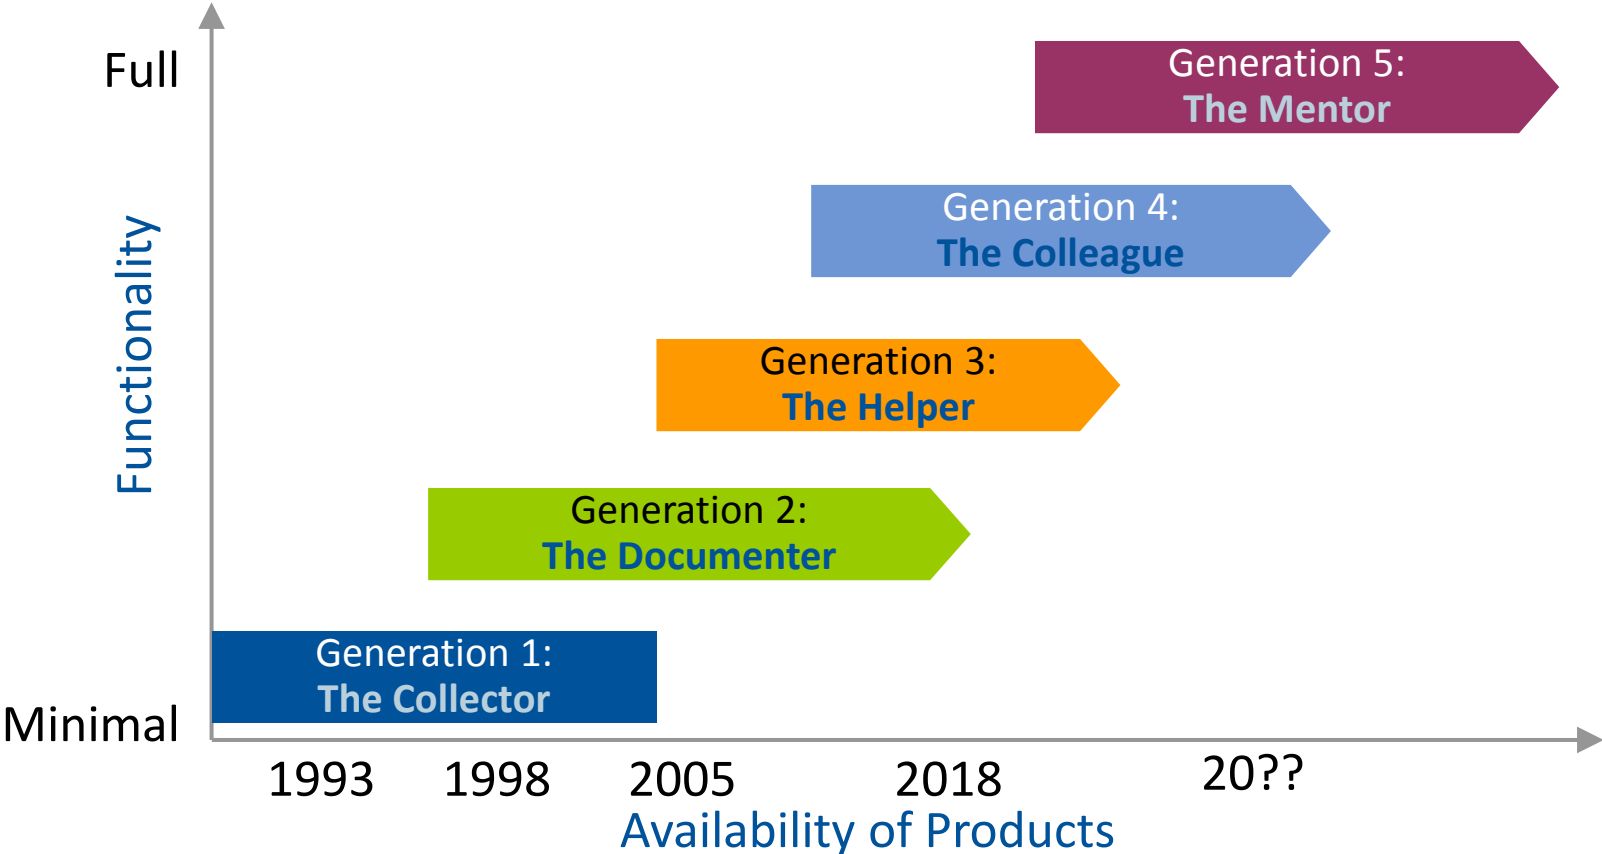 Full
Generation 5:
The Mentor
Generation 4:
The Colleague
Functionality
Generation 3:
The Helper
Generation 2:
The Documenter
Generation 1:
The Collector
Minimal
1993 1998 2005 2018 20??
Availability of Products